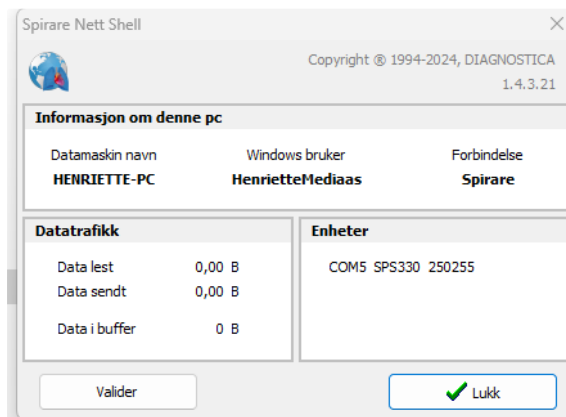 Spirare Nett Shell
Copyright ® 1994-2024, DIAGNOSTICA
1.4.3.21
Informasjon om denne pc
Datamaskin navn Windows bruker Forbindelse
HENRIETTE-PC HenrietteMediaas Spirare
Datatrafikk
Data lest 0,00 B
Data sendt 0,00 B
Data i buffer 0 B
Enheter
COM5 SPS330 250255
Valider
Lukk